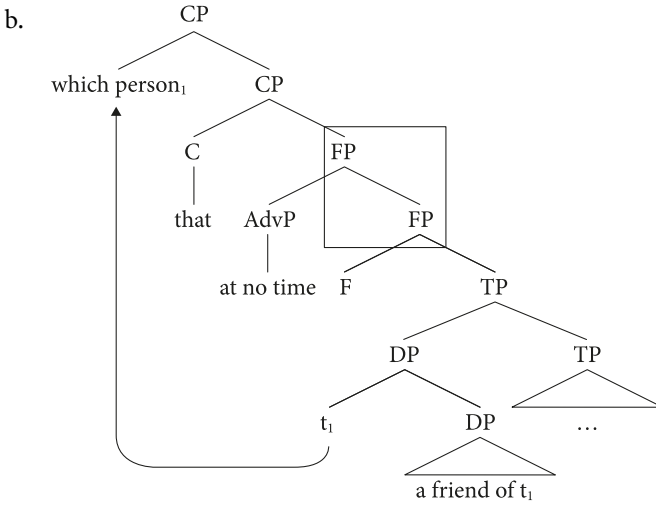 b.
CP
which person₁ CP
C FP
that AdvP FP
at no time F TP
DP TP
t₁ DP …
a friend of t₁